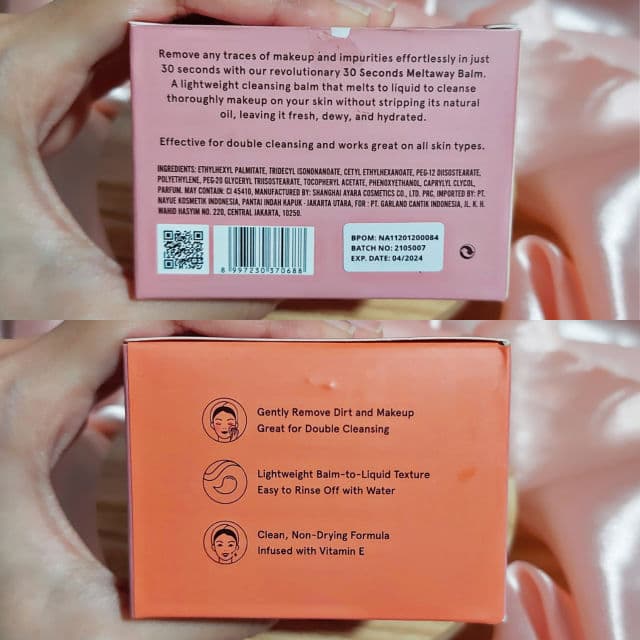 Remove any traces of makeup and impurities effortlessly in just
30 seconds with our revolutionary 30 Seconds Meltaway Balm.
A lightweight cleansing balm that melts to liquid to cleanse
thoroughly makeup on your skin without stripping its natural
oil, leaving it fresh, dewy, and hydrated.
Effective for double cleansing and works great on all skin types.
INGREDIENTS: ETHYLHEXYL PALMITATE, TRIDECYL ISONONANOATE, CETYL ETHYLHEXANOATE, PEG-12 DIISOSTEARATE,
POLYETHYLENE, PEG-20 GLYCERYL TRIISOSTEARATE, TOCOPHERYL ACETATE, PHENOXYETHANOL, CAPRYLYL GLYCOL,
PARFUM. MAY CONTAIN: CI 45410, MANUFACTURED BY: SHANGHAI AYARA COSMETICS CO., LTD. PRC. IMPORTED BY: PT.
NAYUE KOSMETIK INDONESIA, PANTAI INDAH KAPUK - JAKARTA UTARA, FOR : PT. GARLAND CANTIK INDONESIA, JL. K. H.
WAHID HASYIM NO. 220, CENTRAL JAKARTA, 10250.
8 997230 370688
BPOM: NA11201200084
BATCH NO: 2105007
EXP. DATE: 04/2024
Gently Remove Dirt and Makeup
Great for Double Cleansing
Lightweight Balm-to-Liquid Texture
Easy to Rinse Off with Water
Clean, Non-Drying Formula
Infused with Vitamin E